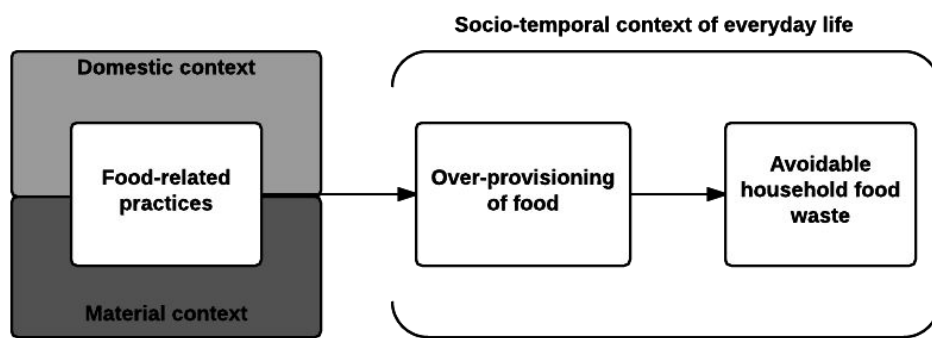 Socio-temporal context of everyday life
Domestic context
Food-related
practices
Over-provisioning
of food
Avoidable
household food
waste
Material context